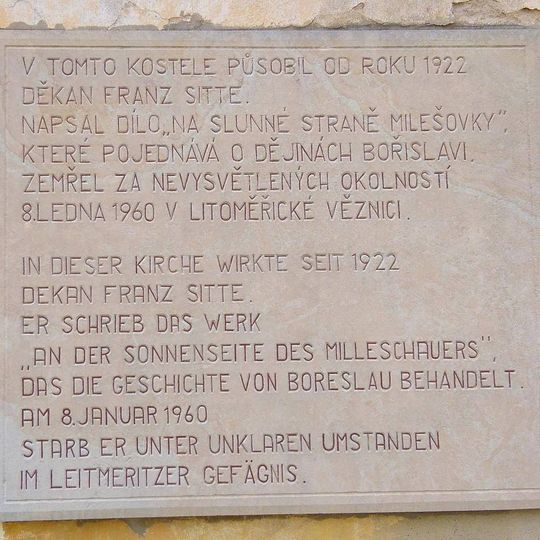 V TOMTO KOSTELE PŮSOBIL OD ROKU 1922
DĚKAN FRANZ SITTE.
NAPSAL DÍLO „NA SLUNNÉ STRANĚ MILEŠOVKY",
KTERÉ POJEDNÁVÁ O DĚJINÁCH BOŘISLAVI.
ZEMŘEL ZA NEVYSVĚTLENÝCH OKOLNOSTÍ
8.LEDNA 1960 V LITOMĚŘICKÉ VĚZNICI.
IN DIESER KIRCHE WIRKTE SEIT 1922
DEKAN FRANZ SITTE.
ER SCHRIEB DAS WERK
„AN DER SONNENSEITE DES MILLESCHAUERS",
DAS DIE GESCHICHTE VON BORESLAU BEHANDELT.
AM 8.JANUAR 1960
STARB ER UNTER UNKLAREN UMSTANDEN
IM LEITMERITZER GEFÄGNIS.